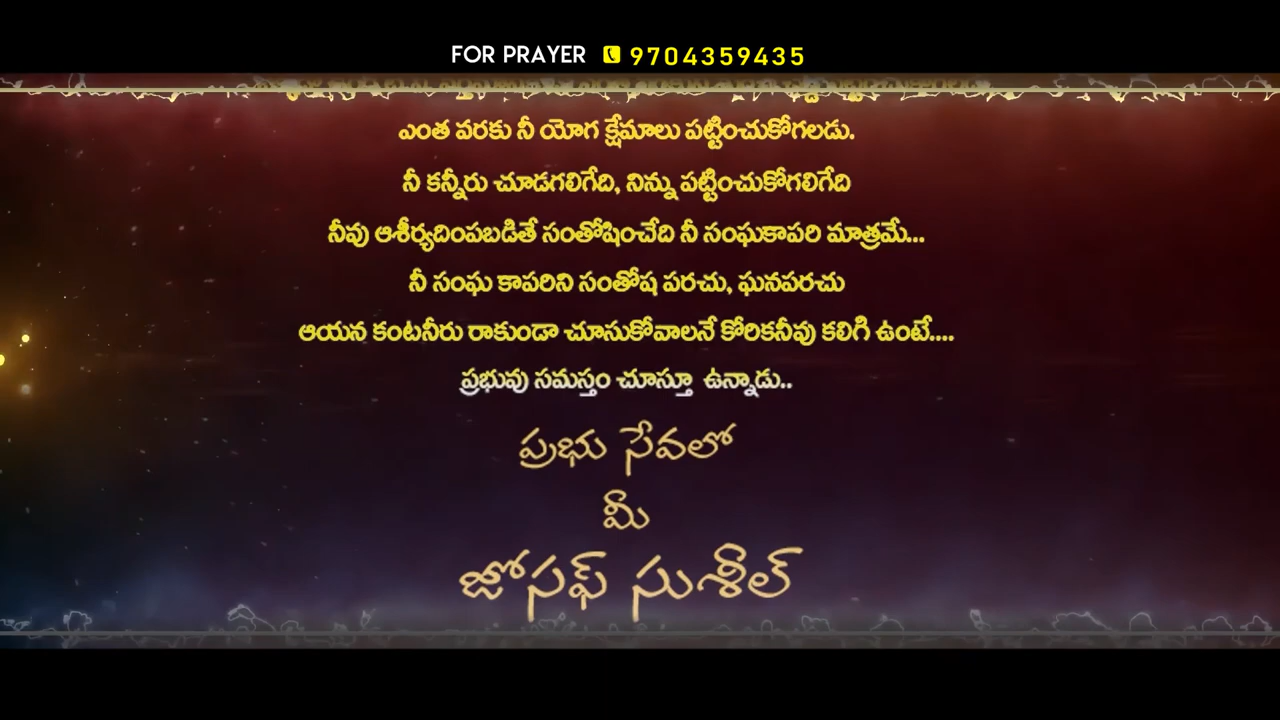 FOR PRAYER 9704359435
ఎంత వరకు నీ యోగ క్షేమాలు పట్టించుకోగలడు.
నీ కన్నీరు చూడగలిగేది, నిన్ను పట్టించుకోగలిగేది
నీవు ఆశీర్యదింపబడితే సంతోషించేది నీ సంఘకాపరి మాత్రమే...
నీ సంఘ కాపరిని సంతోష పరచు, ఘనపరచు
ఆయన కంటనీరు రాకుండా చూసుకోవాలనే కోరికనీవు కలిగి ఉంటే....
ప్రభువు సమస్తం చూస్తూ ఉన్నాడు..
ప్రభు సేవలో
మీ
జోసఫ్ సుశీల్